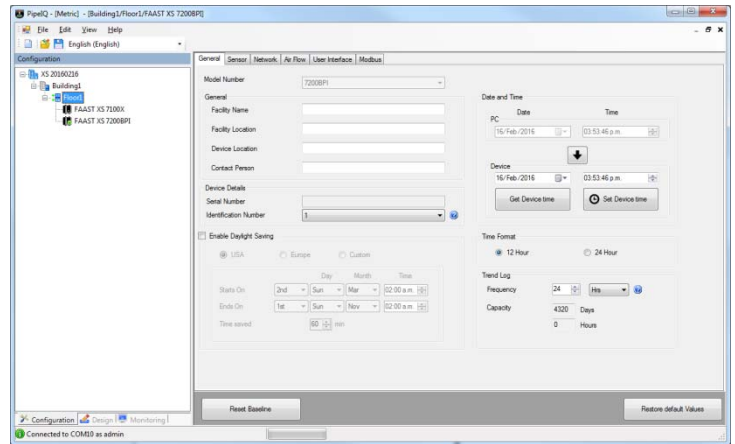 PipeIQ - [Metric] - [Building1/Floor1/FAAST XS 7200BPI]
File Edit View Help
English (English)
Configuration
XS 20160216
Building1
Floor1
FAAST XS 7100X
FAAST XS 7200BPI
General Sensor Network Air Flow User Interface Modbus
Model Number 7200BPI
General
Facility Name
Facility Location
Device Location
Contact Person
Device Details
Serial Number
Identification Number 1
Enable Daylight Saving
USA Europe Custom
Day Month Time
Starts On 2nd Sun Mar 02:00 a.m.
Ends On 1st Sun Nov 02:00 a.m.
Time saved 60 min
Date and Time
Date Time
PC
16/Feb/2016 03:53:46 p.m.
Device
16/Feb/2016 03:53:46 p.m.
Get Device time Set Device time
Time Format
12 Hour 24 Hour
Trend Log
Frequency 24 Hrs
Capacity 4320 Days
0 Hours
Reset Baseline Restore default Values
Configuration Design Monitoring
Connected to COM10 as admin